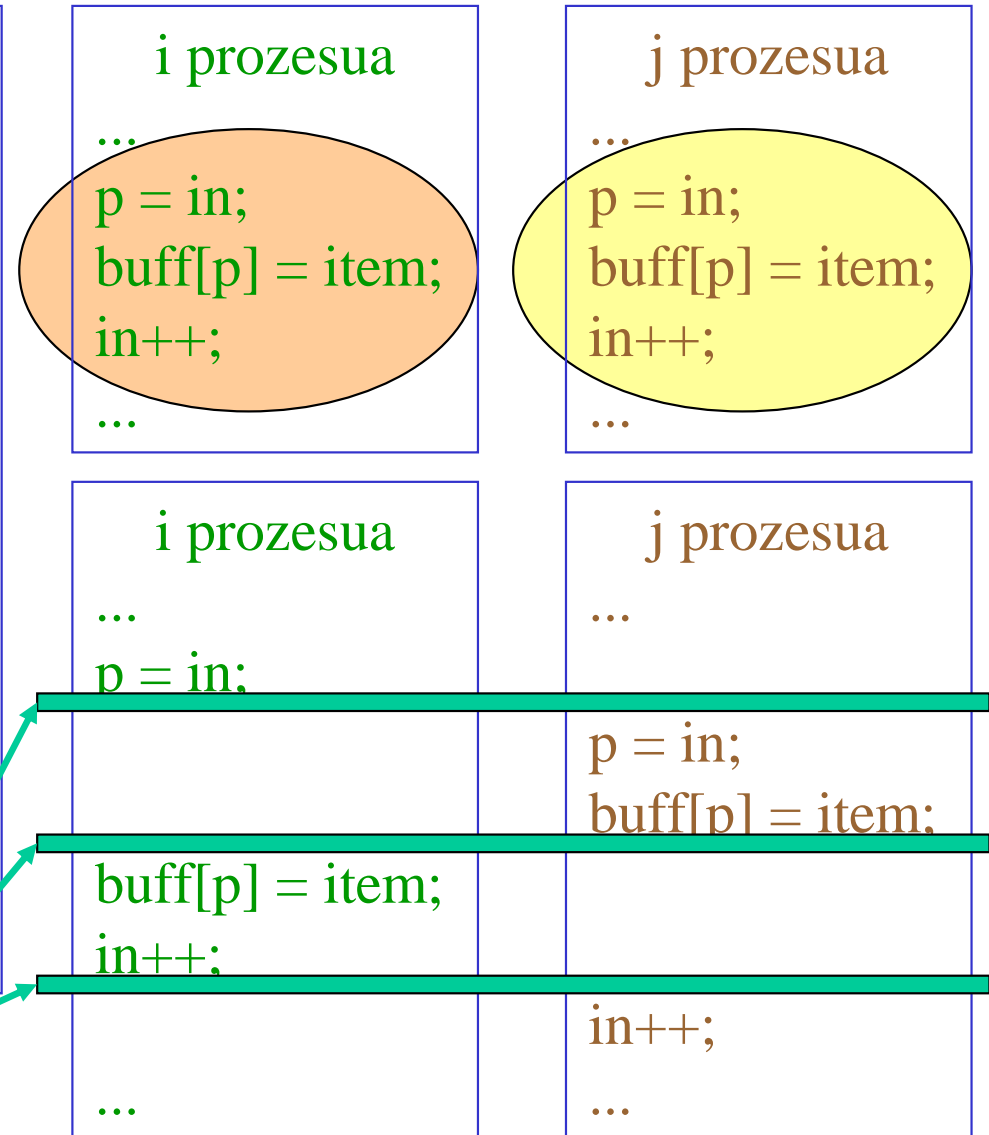 i prozesua
...
p = in;
buff[p] = item;
in++;
...
j prozesua
...
p = in;
buff[p] = item;
in++;
...
i prozesua
...
p = in;
buff[p] = item;
in++;
...
j prozesua
...
p = in;
buff[p] = item;
in++;
...